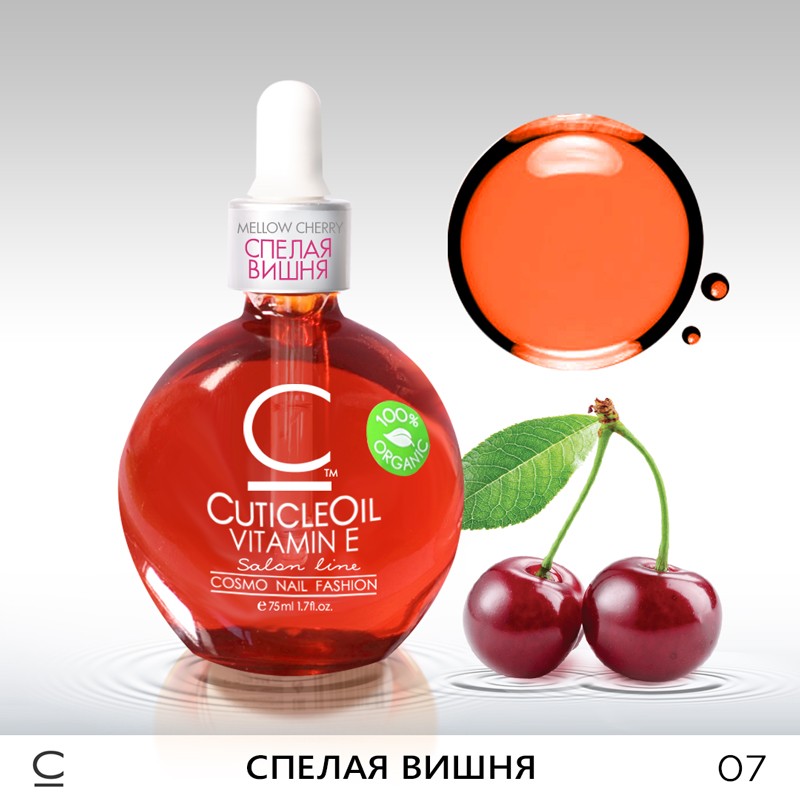 MELLOW CHERRY
СПЕЛАЯ
ВИШНЯ
C
TM
100%
ORGANIC
CUTICLEOIL
VITAMIN E
Salon line
COSMO NAIL FASHION
e 75ml 1.7fl.oz.
C
СПЕЛАЯ ВИШНЯ
07